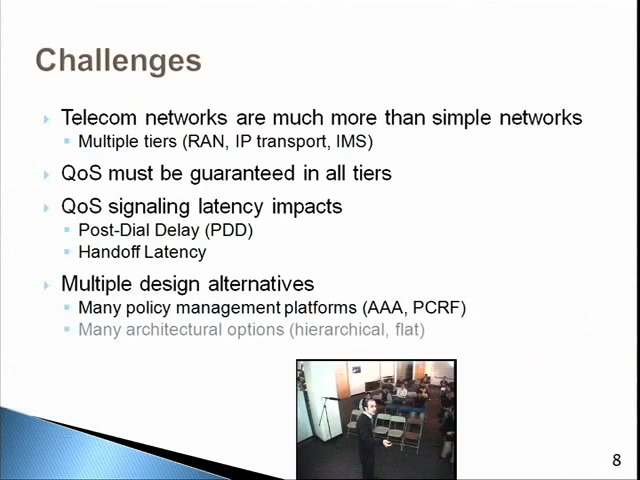 Challenges
Telecom networks are much more than simple networks
Multiple tiers (RAN, IP transport, IMS)
QoS must be guaranteed in all tiers
QoS signaling latency impacts
Post-Dial Delay (PDD)
Handoff Latency
Multiple design alternatives
Many policy management platforms (AAA, PCRF)
Many architectural options (hierarchical, flat)
8